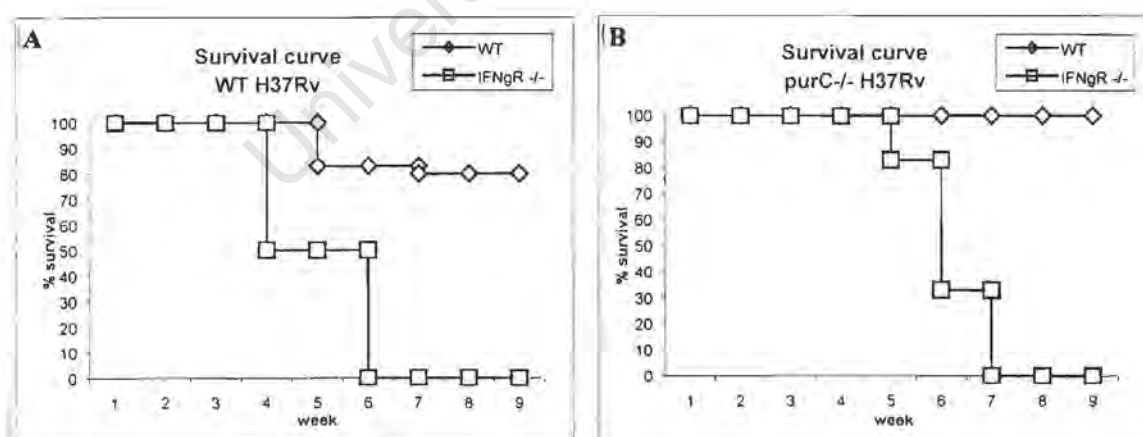 Univer
A
Survival curve
WT H37Rv
WT
IFNgR -/-
% survival
100
90
80
70
60
50
40
30
20
10
0
1 2 3 4 5 6 7 8 9
week
B
Survival curve
purC-/- H37Rv
WT
IFNgR -/-
% survival
100
90
80
70
60
50
40
30
20
10
0
1 2 3 4 5 6 7 8 9
week